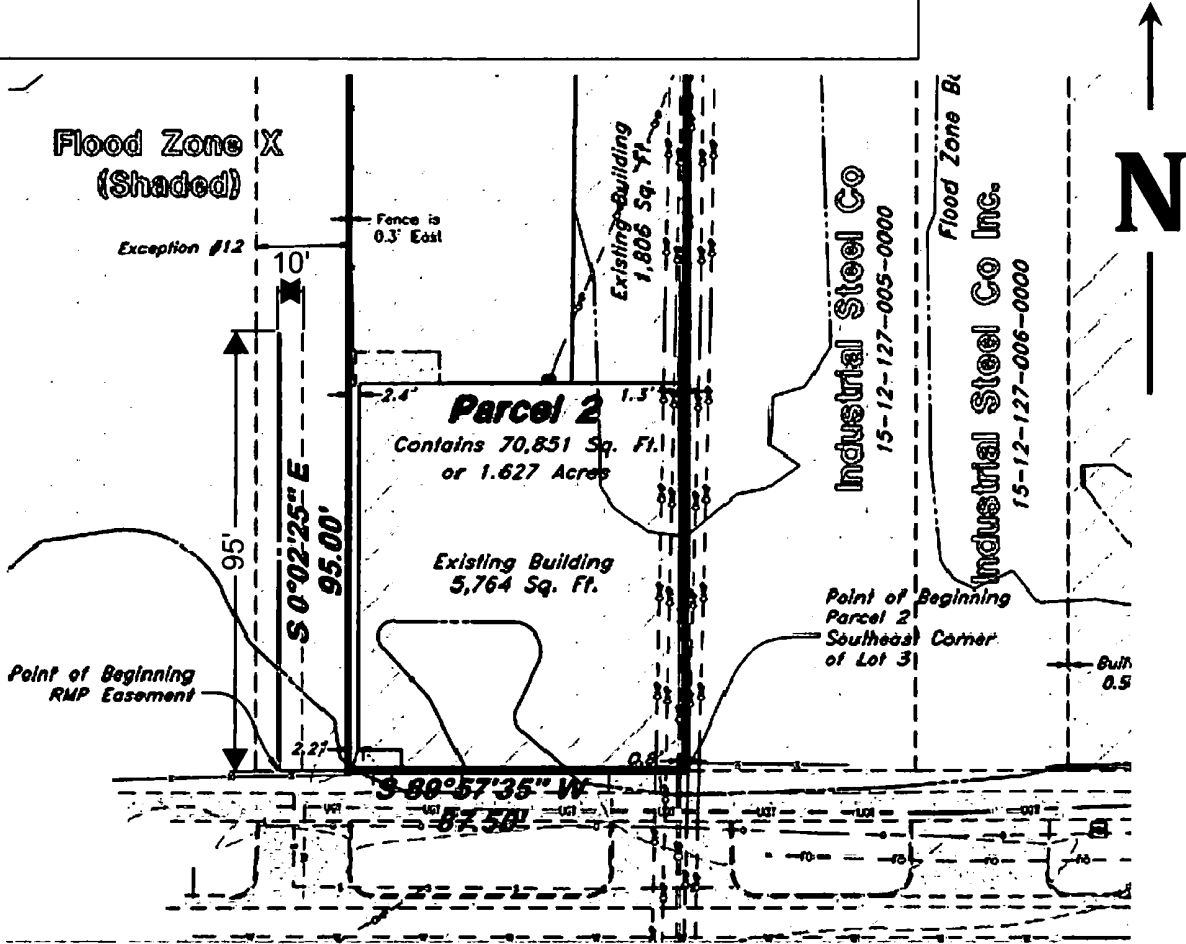 N
Flood Zone X
(Shaded)
Fence is
0.3' East
Exception #12
10'
Existing Building
1,806 Sq. Ft.
Industrial Steel Co
15-12-127-005-0000
Flood Zone
Industrial Steel Co Inc.
15-12-127-006-0000
2.4'
1.3'
Parcel 2
Contains 70,851 Sq. Ft.
or 1.627 Acres
95'
S 0°02'25" E
95.00'
Existing Building
5,764 Sq. Ft.
Point of Beginning
Parcel 2
Southeast Corner
of Lot 3
Point of Beginning
RMP Easement
2.2'
S 89°57'35" W
87.50'
UGT
UGT
UGT
UGT
UGT
UGT
UGT
FO
FO
FO
FO